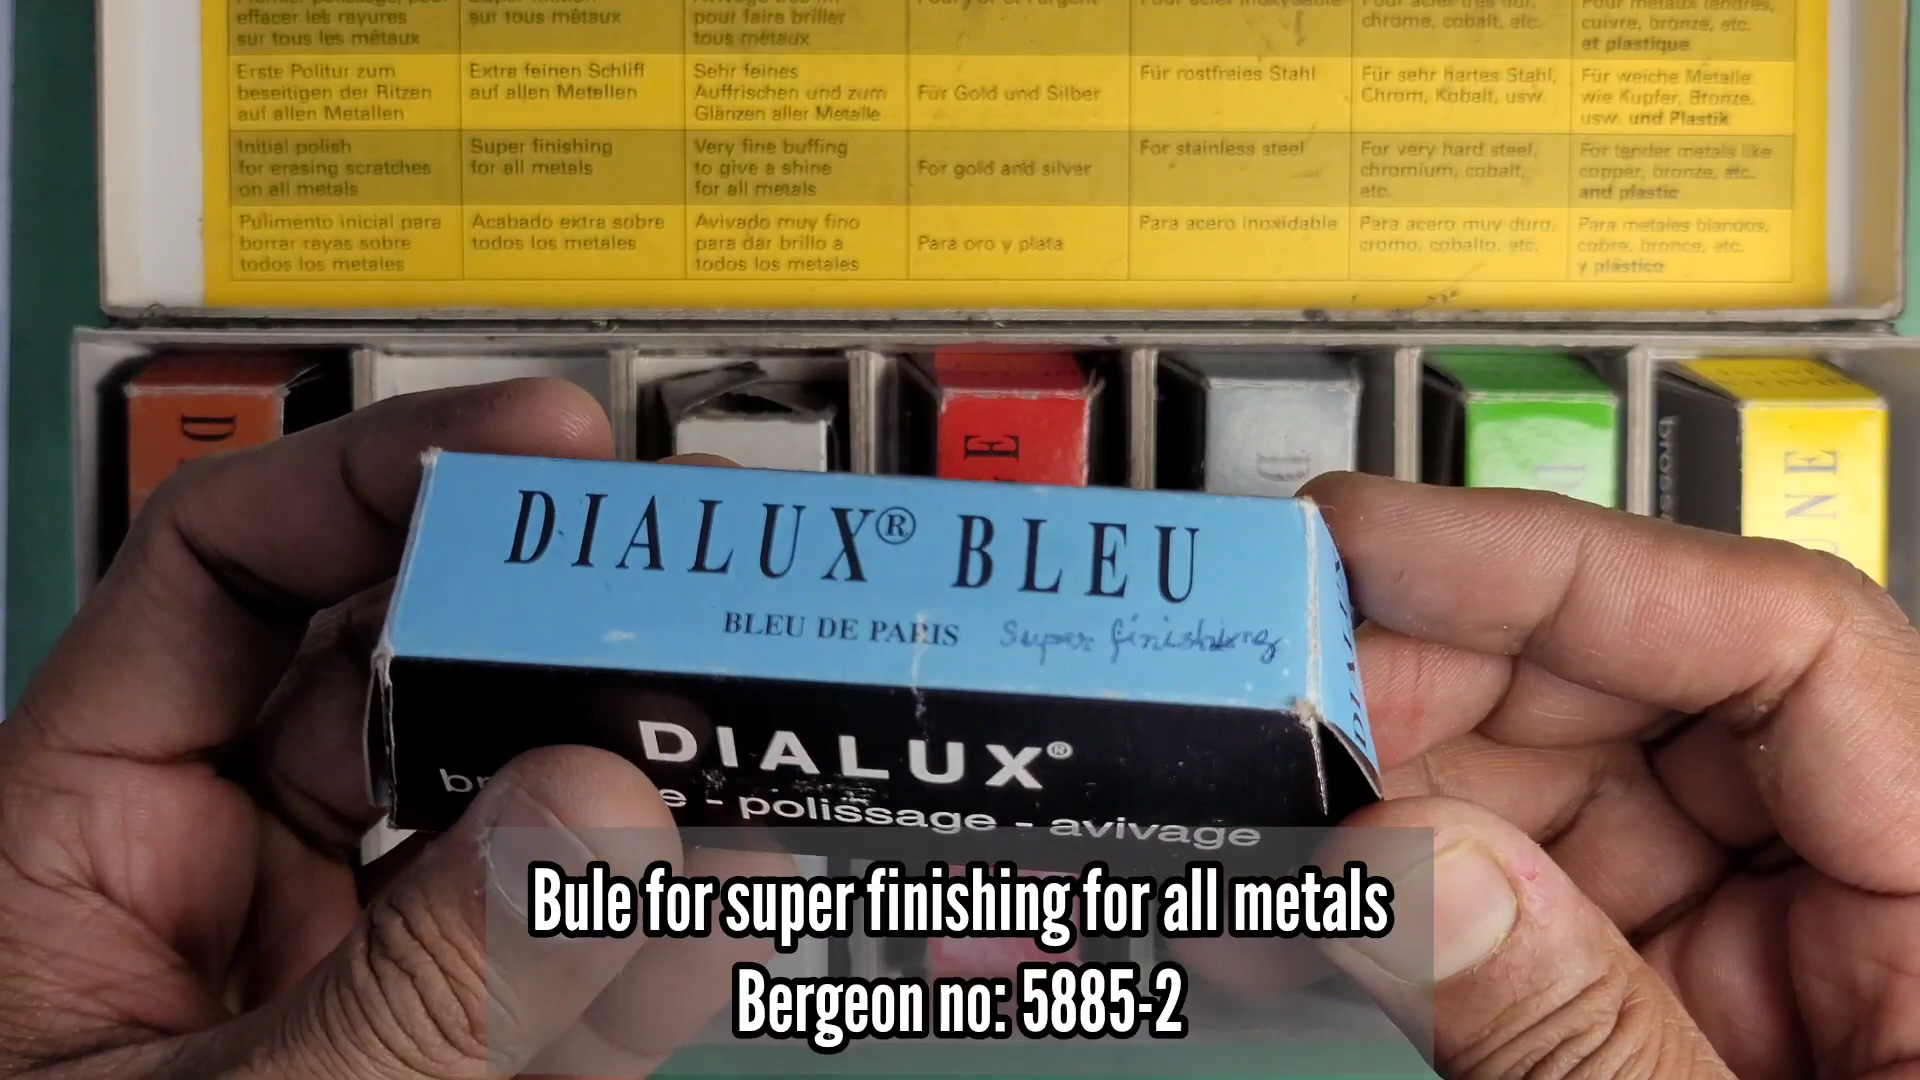 effacer les rayures
sur tous les métaux
sur tous métaux
pour faire briller
tous métaux
chrome, cobalt, etc.
Pour métaux tendres,
cuivre, bronze, etc.
et plastique
Erste Politur zum
beseitigen der Ritzen
auf allen Metallen
Extra feinen Schliff
auf allen Metallen
Sehr feines
Auffrischen und zum
Glänzen aller Metalle
Für Gold und Silber
Für rostfreies Stahl
Für sehr hartes Stahl,
Chrom, Kobalt, usw.
Für weiche Metalle
wie Kupfer, Bronze,
usw. und Plastik
Initial polish
for erasing scratches
on all metals
Super finishing
for all metals
Very fine buffing
to give a shine
for all metals
For gold and silver
For stainless steel
For very hard steel,
chromium, cobalt,
etc.
For tender metals like
copper, bronze, etc.
and plastic
Pulimento inicial para
borrar rayas sobre
todos los metales
Acabado extra sobre
todos los metales
Avivado muy fino
para dar brillo a
todos los metales
Para oro y plata
Para acero inoxidable
Para acero muy duro,
cromo, cobalto, etc.
Para metales blandos,
cobre, bronce, etc.
y plástico
DIALUX® BLEU
BLEU DE PARIS Super finishing
DIALUX®
- polissage - avivage
Bule for super finishing for all metals
Bergeon no: 5885-2